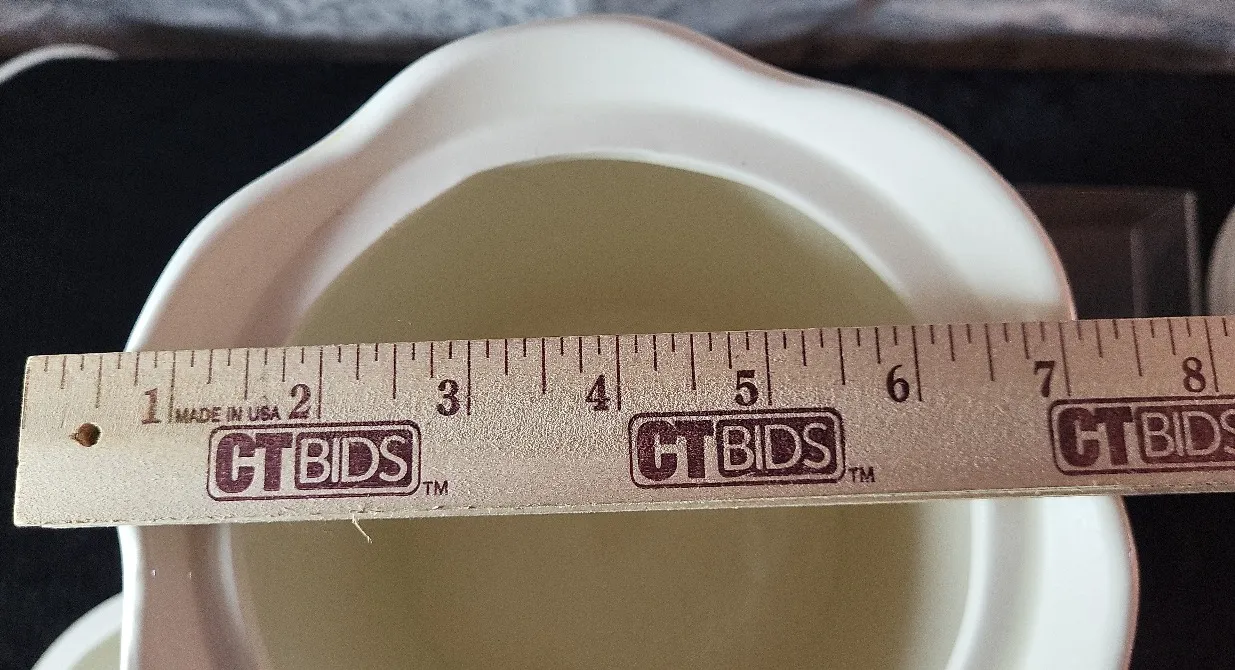 1 2 3 4 5 6 7 8
MADE IN USA
CTBIDS™ CTBIDS™ CTBIDS